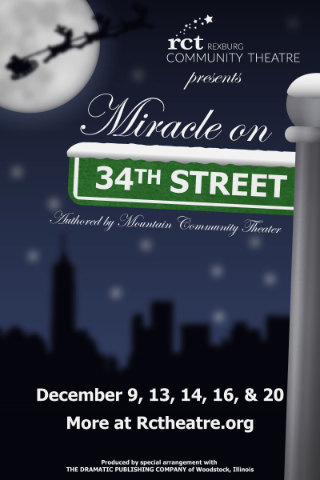 rct REXBURG
COMMUNITY THEATRE
presents
Miracle on
34TH STREET
Authored by Mountain Community Theater
December 9, 13, 14, 16, & 20
More at Rctheatre.org
Produced by special arrangement with
THE DRAMATIC PUBLISHING COMPANY of Woodstock, Illinois